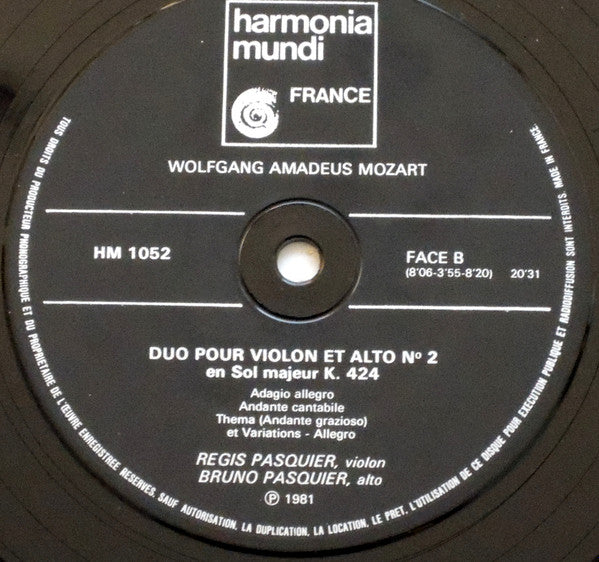 harmonia
mundi
FRANCE
WOLFGANG AMADEUS MOZART
HM 1052
FACE B
(8'06-3'55-8'20) 20'31
DUO POUR VIOLON ET ALTO Nº 2
en Sol majeur K. 424
Adagio allegro
Andante cantabile
Thema (Andante grazioso)
et Variations - Allegro
REGIS PASQUIER, violon
BRUNO PASQUIER, alto
℗ 1981
TOUS DROITS DU PRODUCTEUR PHONOGRAPHIQUE ET DU PROPRIETAIRE DE L'ŒUVRE ENREGISTREE RESERVES. SAUF AUTORISATION, LA DUPLICATION, LA LOCATION, LE PRET, L'UTILISATION DE CE DISQUE POUR EXECUTION PUBLIQUE ET RADIODIFFUSION SONT INTERDITS. MADE IN FRANCE.